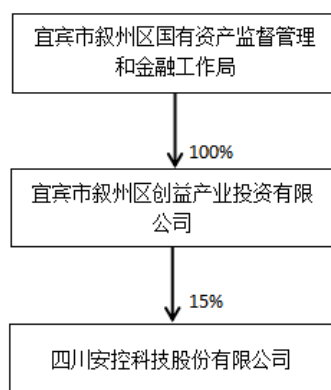 宜宾市叙州区国有资产监督管理
和金融工作局
100%
宜宾市叙州区创益产业投资有限
公司
15%
四川安控科技股份有限公司